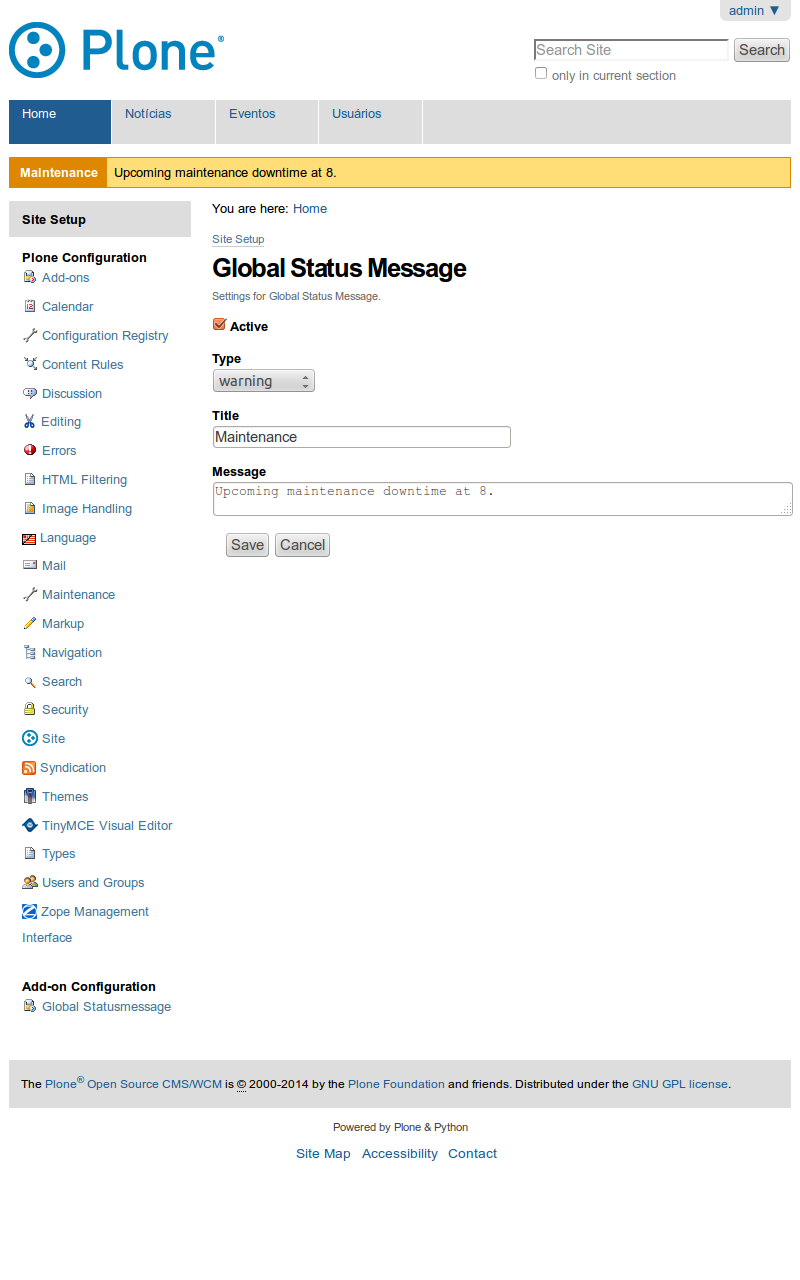 admin ▼
Plone®
Search Site
Search
only in current section
Home
Notícias
Eventos
Usuários
Maintenance
Upcoming maintenance downtime at 8.
Site Setup
Plone Configuration
Add-ons
Calendar
Configuration Registry
Content Rules
Discussion
Editing
Errors
HTML Filtering
Image Handling
Language
Mail
Maintenance
Markup
Navigation
Search
Security
Site
Syndication
Themes
TinyMCE Visual Editor
Types
Users and Groups
Zope Management
Interface
Add-on Configuration
Global Statusmessage
You are here: Home
Site Setup
Global Status Message
Settings for Global Status Message.
Active
Type
warning
Title
Maintenance
Message
Upcoming maintenance downtime at 8.
Save
Cancel
The Plone® Open Source CMS/WCM is © 2000-2014 by the Plone Foundation and friends. Distributed under the GNU GPL license.
Powered by Plone & Python
Site Map
Accessibility
Contact